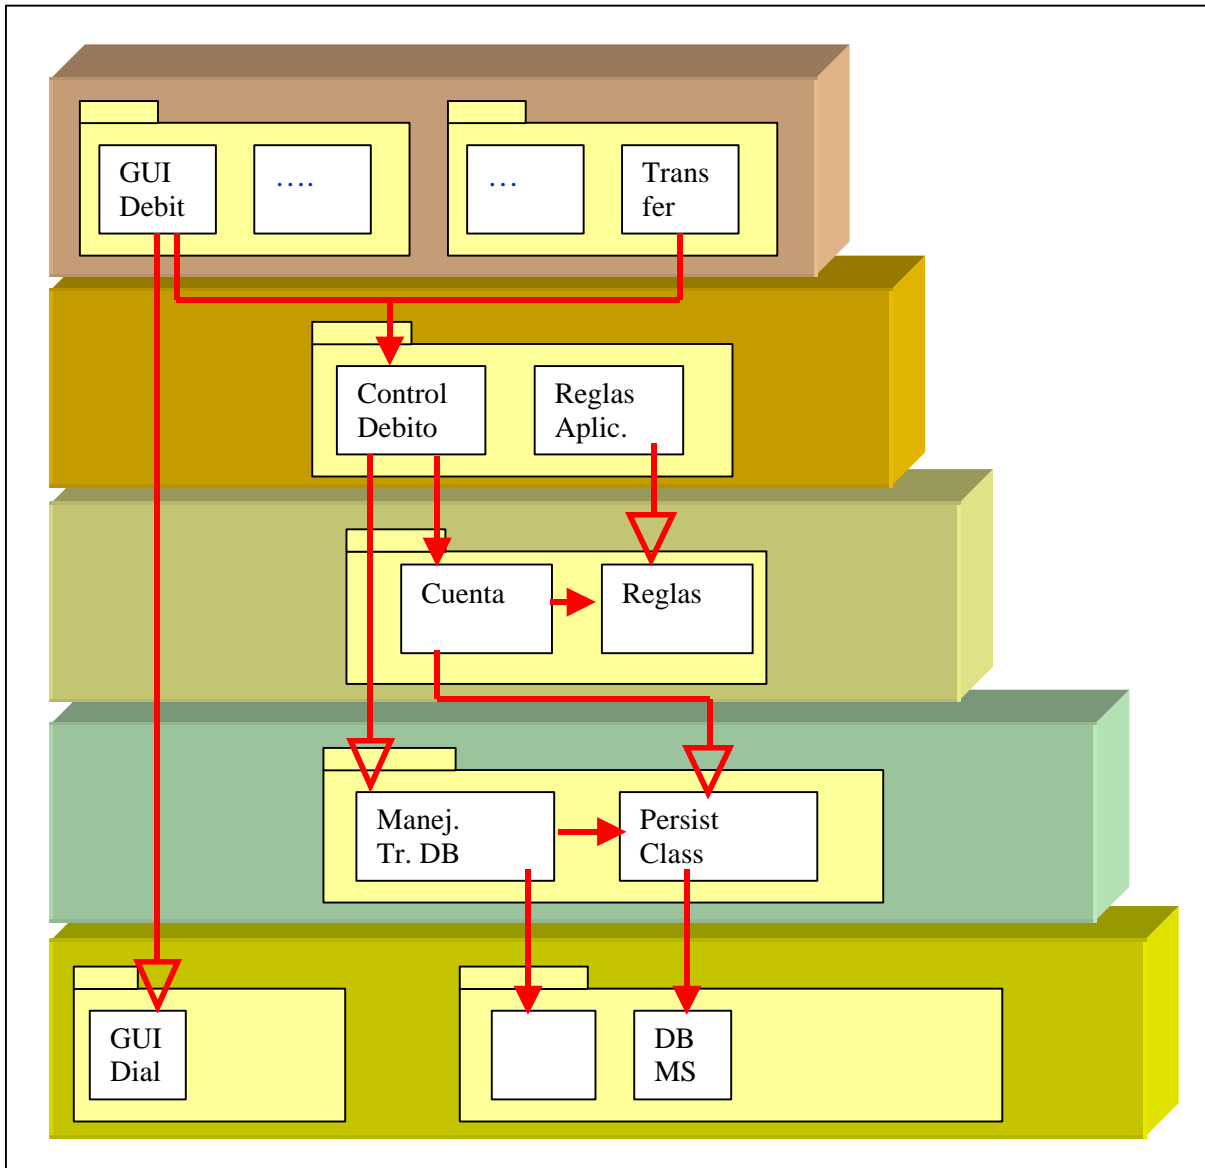 GUI
Debit
....
...
Trans
fer
Control
Debito
Reglas
Aplic.
Cuenta
Reglas
Manej.
Tr. DB
Persist
Class
GUI
Dial
DB
MS